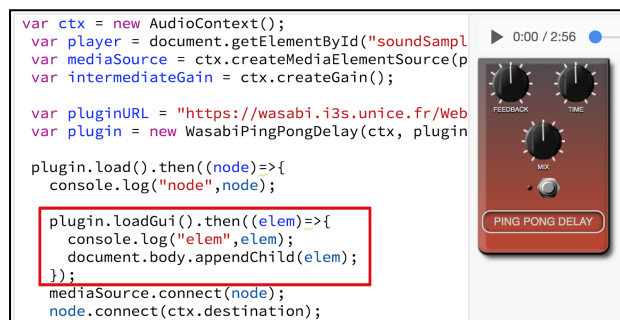 var ctx = new AudioContext();
var player = document.getElementById("soundSampl
var mediaSource = ctx.createMediaElementSource(p
var intermediateGain = ctx.createGain();
var pluginURL = "https://wasabi.i3s.unice.fr/Web
var plugin = new WasabiPingPongDelay(ctx, plugin
plugin.load().then((node)=>{
console.log("node",node);
plugin.loadGui().then((elem)=>{
console.log("elem",elem);
document.body.appendChild(elem);
});
mediaSource.connect(node);
node.connect(ctx.destination);
0:00 / 2:56
FEEDBACK
TIME
MIX
PING PONG DELAY